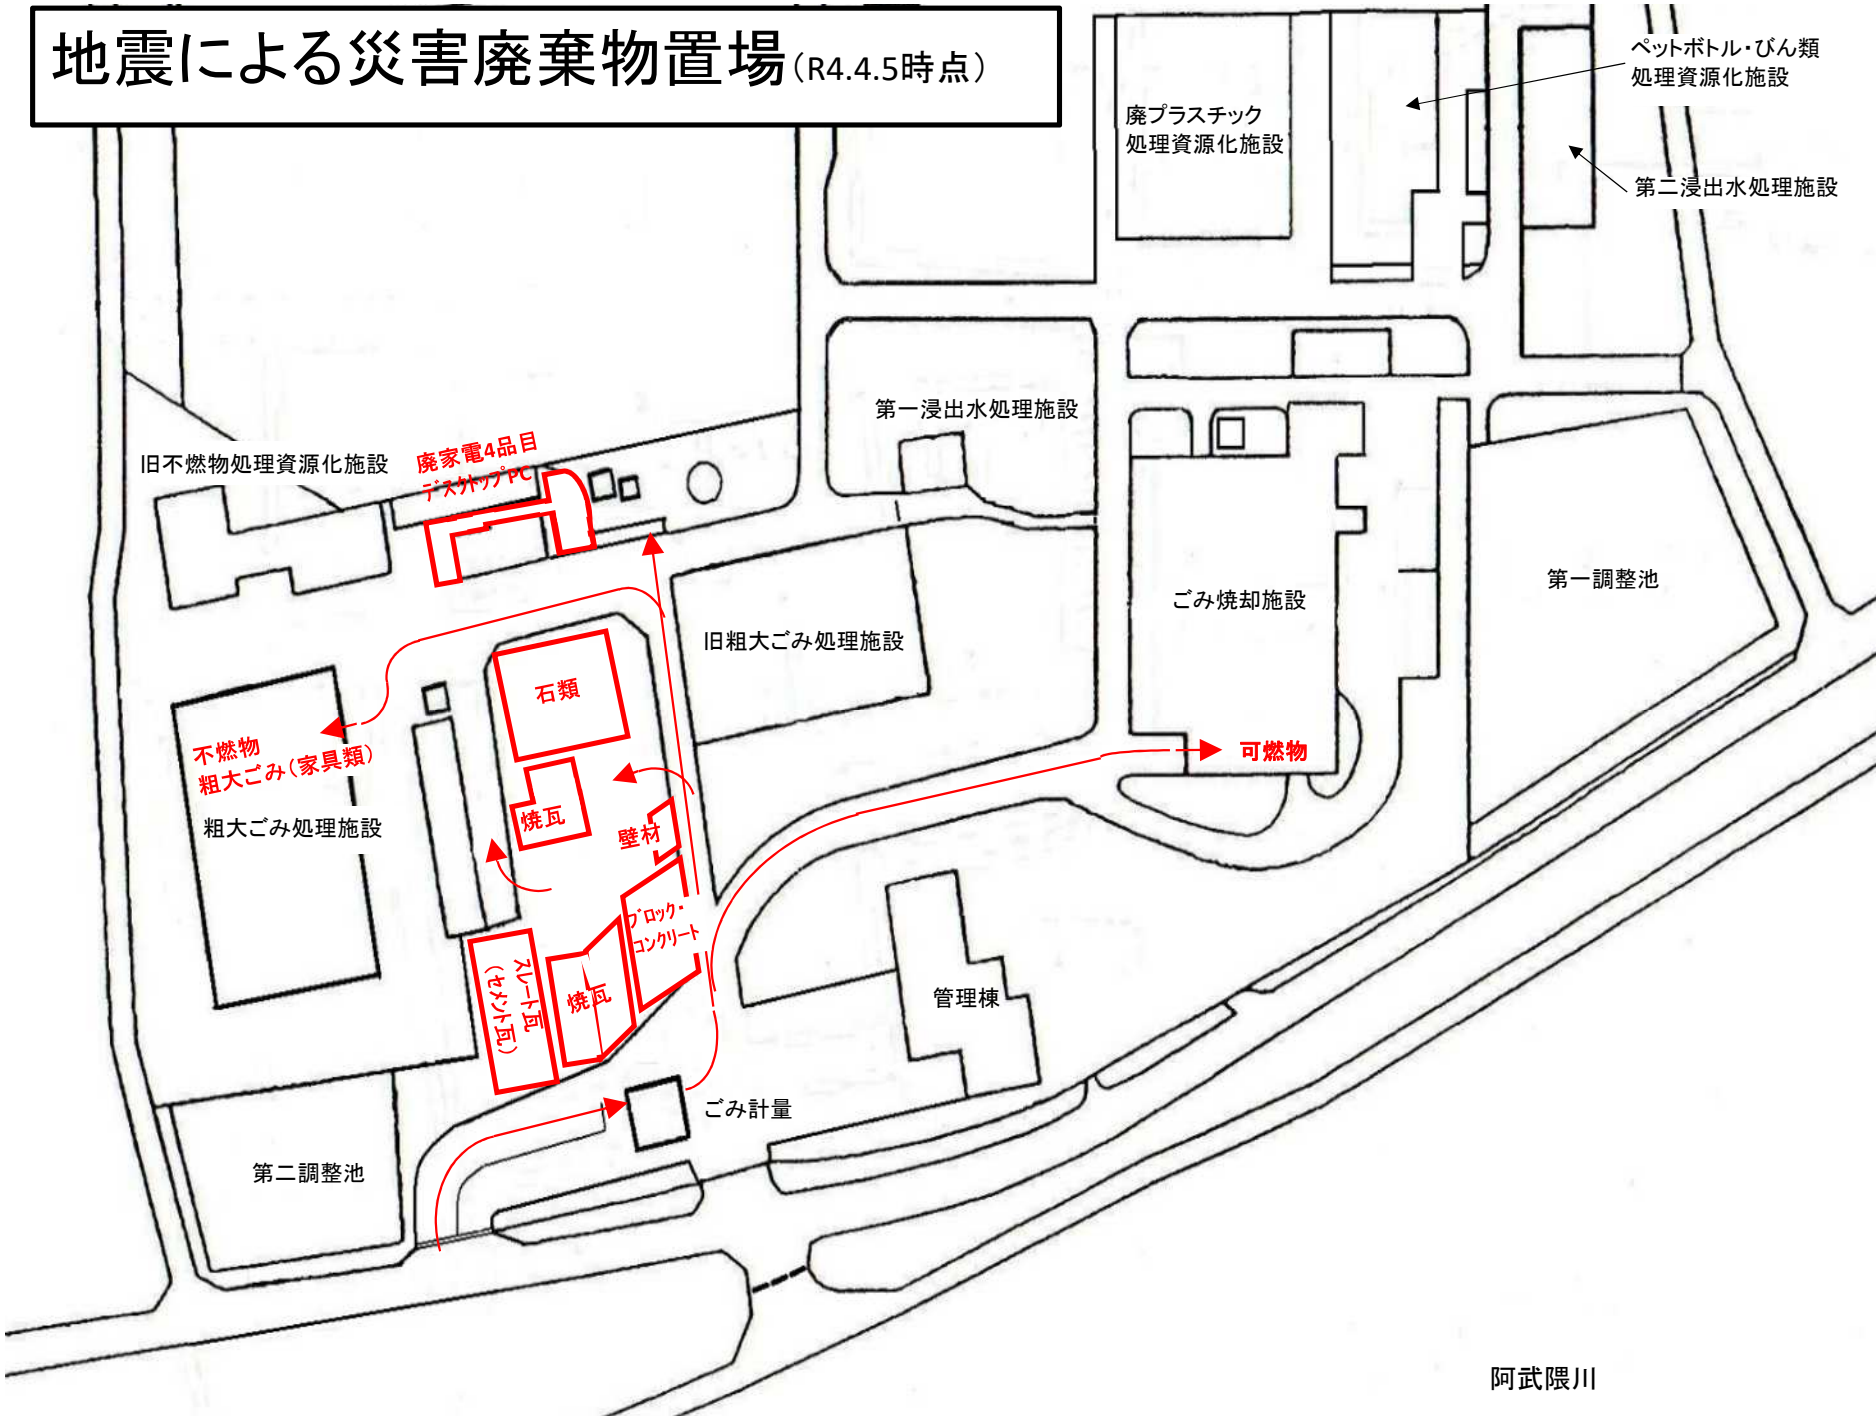 地震による災害廃棄物置場(R4.4.5時点)
ペットボトル・びん類
処理資源化施設
廃プラスチック
処理資源化施設
第二浸出水処理施設
第一浸出水処理施設
旧不燃物処理資源化施設
廃家電4品目
デスクトップPC
第一調整池
ごみ焼却施設
旧粗大ごみ処理施設
石類
不燃物
粗大ごみ(家具類)
可燃物
粗大ごみ処理施設
焼瓦
壁材
ブロック・
コンクリート
スレート瓦
(セメント瓦)
焼瓦
管理棟
ごみ計量
第二調整池
阿武隈川